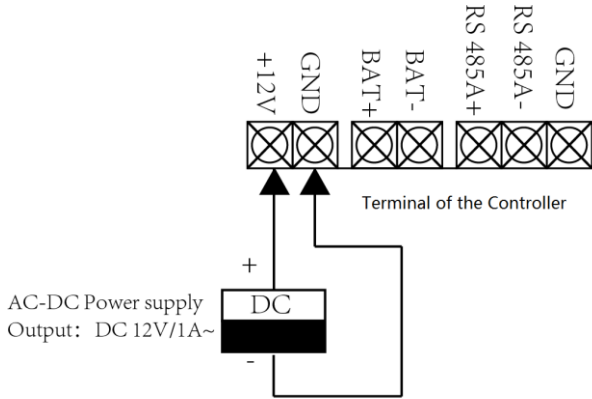 +12V
GND
BAT+
BAT-
RS 485A+
RS 485A-
GND
Terminal of the Controller
+
DC
AC-DC Power supply
Output： DC 12V/1A~
-